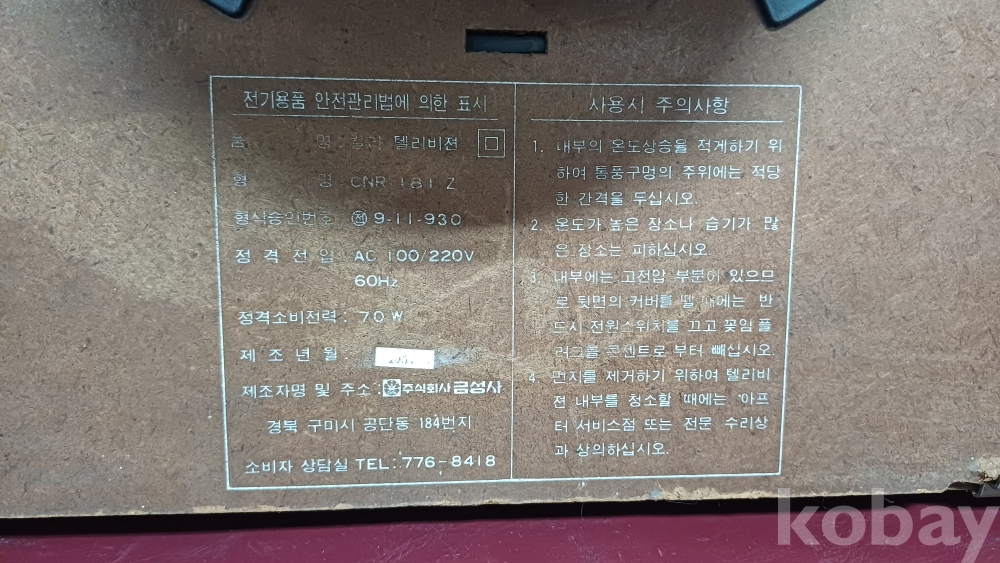 전기용품 안전관리법에 의한 표시
품 명 : 칼라 텔리비젼
형 명 : CNR-181 Z
형식승인번호 : 전 9-11-930
정 격 전 압 : AC 100/220V
60Hz
정격소비전력 : 70W
제 조 년 월 :
제조자명 및 주소 : 주식회사 금성사
경북 구미시 공단동 184번지
소비자 상담실 TEL : 776-8418
사용시 주의사항
1. 내부의 온도상승을 적게하기 위
하여 통풍구멍의 주위에는 적당
한 간격을 두십시오.
2. 온도가 높은 장소나 습기가 많
은 장소는 피하십시오
3. 내부에는 고전압 부분이 있으므
로 뒷면의 커버를 뗄 때에는 반
드시 전원스위치를 끄고 꽂임플
러그를 콘센트로 부터 빼십시오.
4. 먼지를 제거하기 위하여 텔리비
젼 내부를 청소할 때에는 아프
터 서비스점 또는 전문 수리상
과 상의하십시오.
kobay